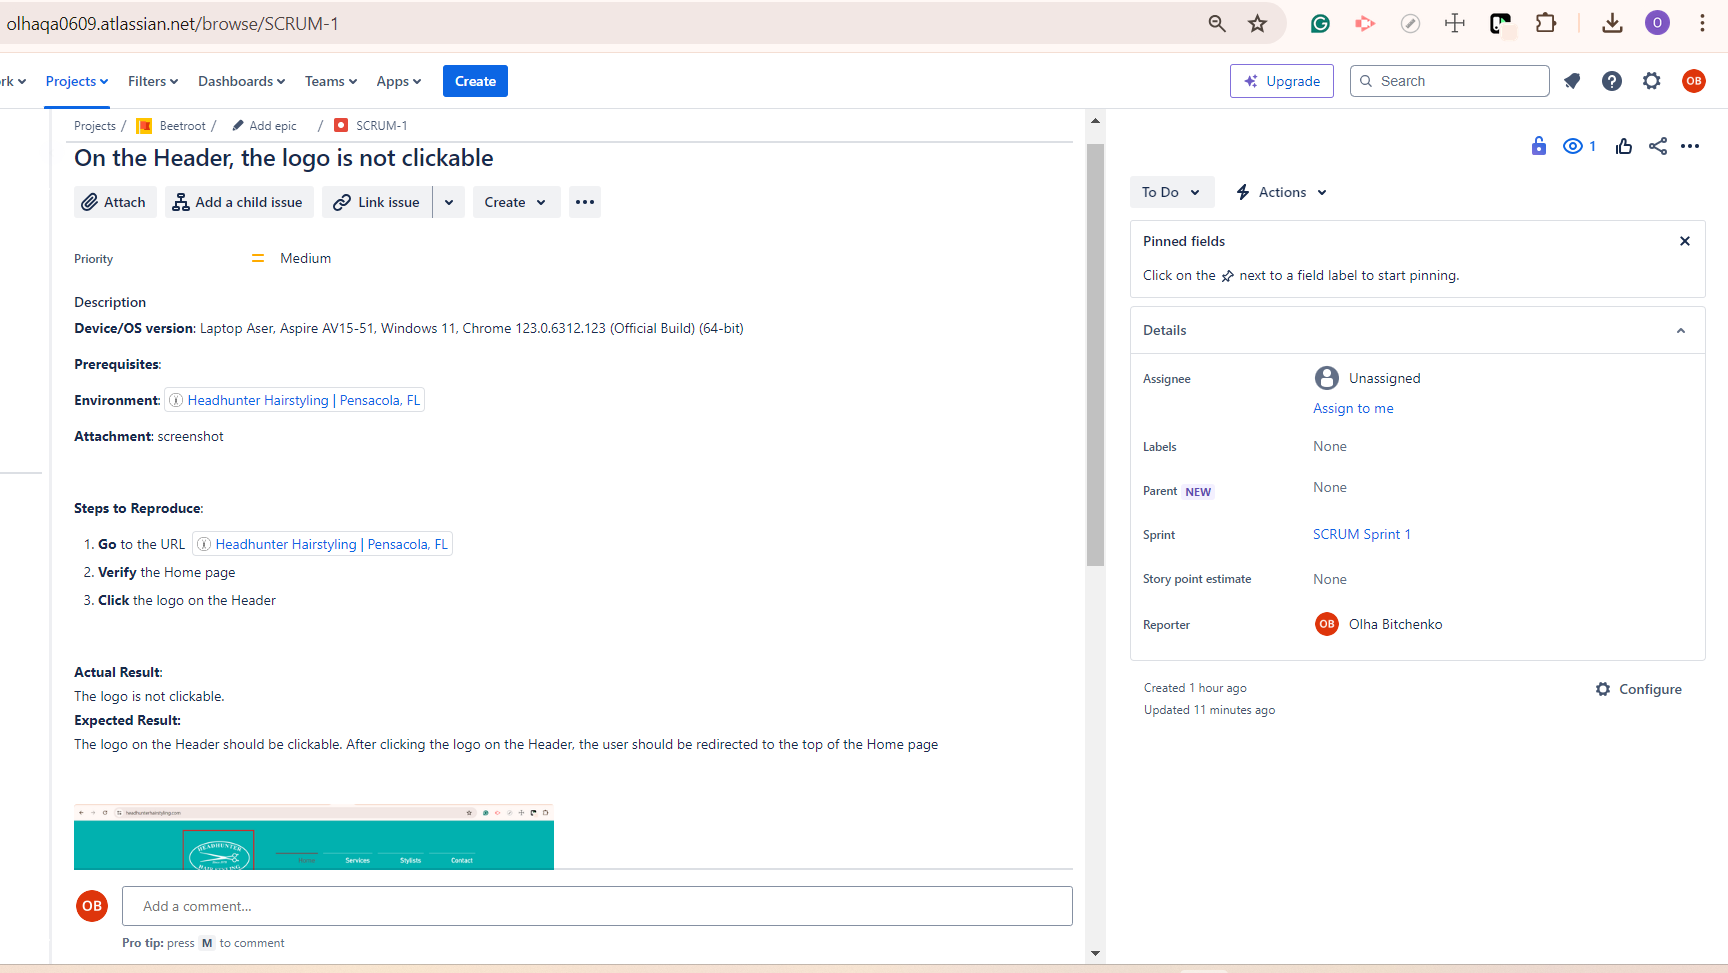 olhaqa0609.atlassian.net/browse/SCRUM-1
O
rk Projects Filters Dashboards Teams Apps Create Upgrade Search OB
Projects / Beetroot / Add epic / SCRUM-1
On the Header, the logo is not clickable
Attach Add a child issue Link issue Create
Priority Medium
Description
Device/OS version: Laptop Aser, Aspire AV15-51, Windows 11, Chrome 123.0.6312.123 (Official Build) (64-bit)
Prerequisites:
Environment: Headhunter Hairstyling | Pensacola, FL
Attachment: screenshot
Steps to Reproduce:
1. Go to the URL Headhunter Hairstyling | Pensacola, FL
2. Verify the Home page
3. Click the logo on the Header
Actual Result:
The logo is not clickable.
Expected Result:
The logo on the Header should be clickable. After clicking the logo on the Header, the user should be redirected to the top of the Home page
headhunterhairstyling.com
HEADHUNTER
Home Services Stylists Contact
OB Add a comment...
Pro tip: press M to comment
1
To Do Actions
Pinned fields
Click on the next to a field label to start pinning.
Details
Assignee Unassigned
Assign to me
Labels None
Parent NEW None
Sprint SCRUM Sprint 1
Story point estimate None
Reporter OB Olha Bitchenko
Created 1 hour ago Configure
Updated 11 minutes ago